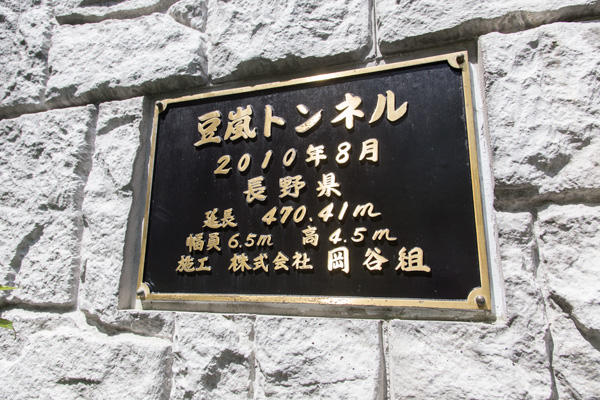 豆嵐トンネル
2010年8月
長野県
延長 470.41m
幅員 6.5m 高 4.5m
施工 株式会社 岡谷組